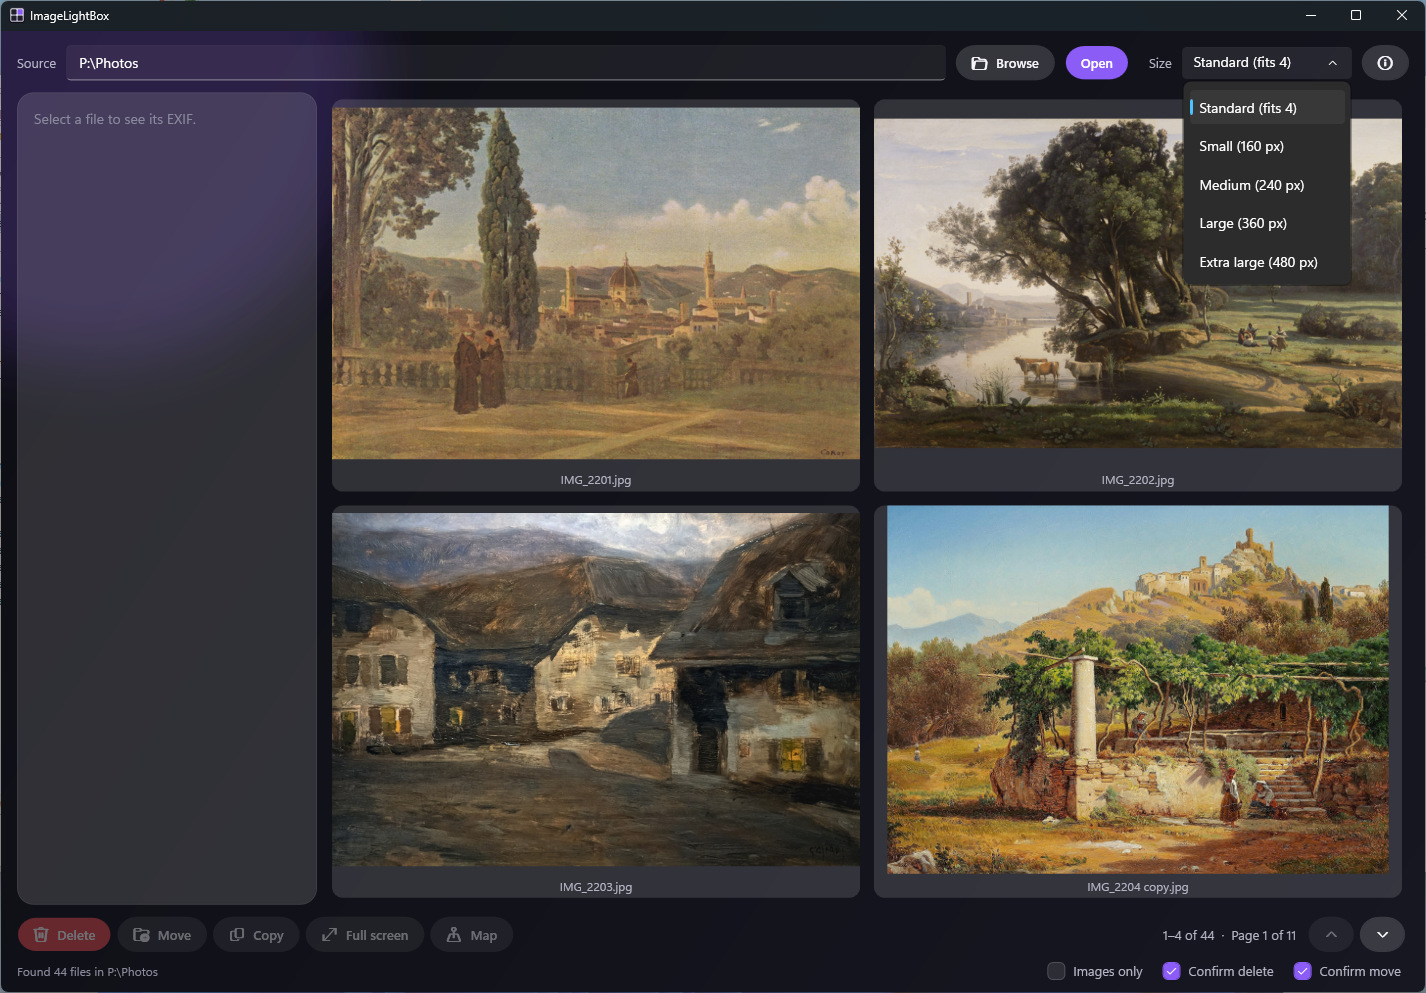 ImageLightBox
Source P:\Photos Browse Open Size Standard (fits 4)
Select a file to see its EXIF.
Standard (fits 4)
Small (160 px)
Medium (240 px)
Large (360 px)
Extra large (480 px)
IMG_2201.jpg
IMG_2202.jpg
IMG_2203.jpg
IMG_2204 copy.jpg
Delete Move Copy Full screen Map
1–4 of 44 · Page 1 of 11
Found 44 files in P:\Photos
Images only Confirm delete Confirm move